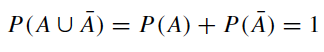 P(A ∪ Ā) = P(A) + P(Ā) = 1